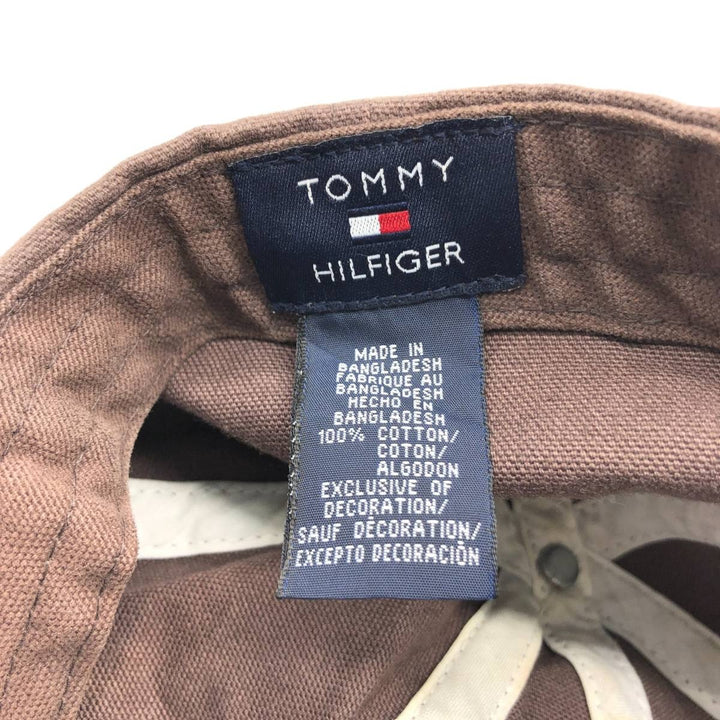 TOMMY
HILFIGER
MADE IN
BANGLADESH
FABRIQUE AU
BANGLADESH
HECHO EN
BANGLADESH
100% COTTON/
COTON/
ALGODON
EXCLUSIVE OF
DECORATION/
SAUF DÉCORATION/
EXCEPTO DECORACIÓN